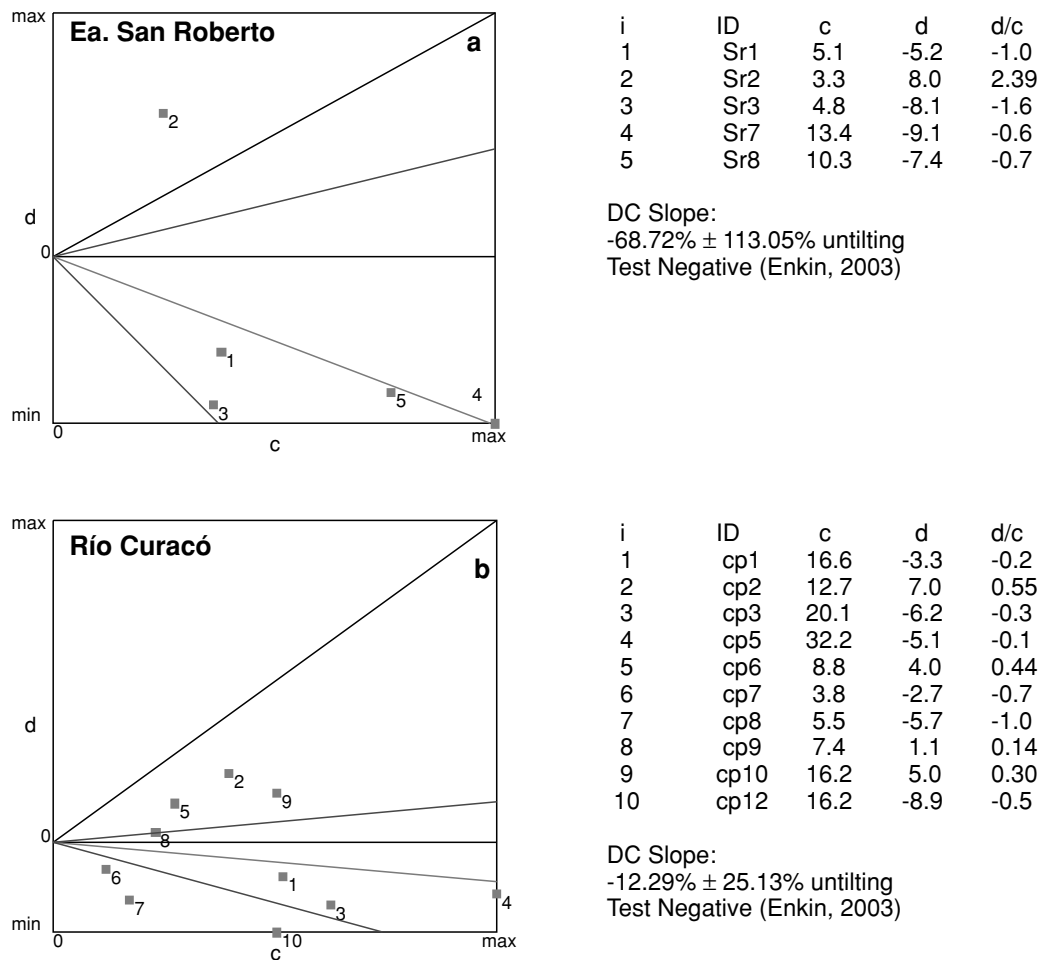 max
Ea. San Roberto
a
2
d
0
1
3
5
4
min
0
c
max
i ID c d d/c
1 Sr1 5.1 -5.2 -1.0
2 Sr2 3.3 8.0 2.39
3 Sr3 4.8 -8.1 -1.6
4 Sr7 13.4 -9.1 -0.6
5 Sr8 10.3 -7.4 -0.7
DC Slope:
-68.72% ± 113.05% untilting
Test Negative (Enkin, 2003)
max
Río Curacó
b
d
2
5
9
0
8
6
1
7
3
4
min
0
c
10
max
i ID c d d/c
1 cp1 16.6 -3.3 -0.2
2 cp2 12.7 7.0 0.55
3 cp3 20.1 -6.2 -0.3
4 cp5 32.2 -5.1 -0.1
5 cp6 8.8 4.0 0.44
6 cp7 3.8 -2.7 -0.7
7 cp8 5.5 -5.7 -1.0
8 cp9 7.4 1.1 0.14
9 cp10 16.2 5.0 0.30
10 cp12 16.2 -8.9 -0.5
DC Slope:
-12.29% ± 25.13% untilting
Test Negative (Enkin, 2003)